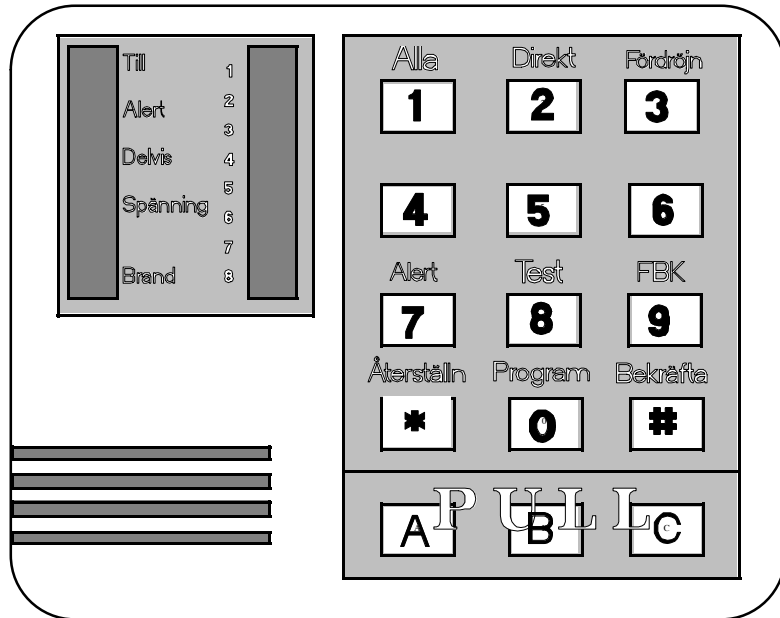 Till
1
Alert
2
3
Delvis
4
5
Spänning
6
7
Brand
8
Alla Direkt Fördröjn
1 2 3
4 5 6
Alert Test FBK
7 8 9
Återställn Program Bekräfta
* 0 #
PULL
A B C